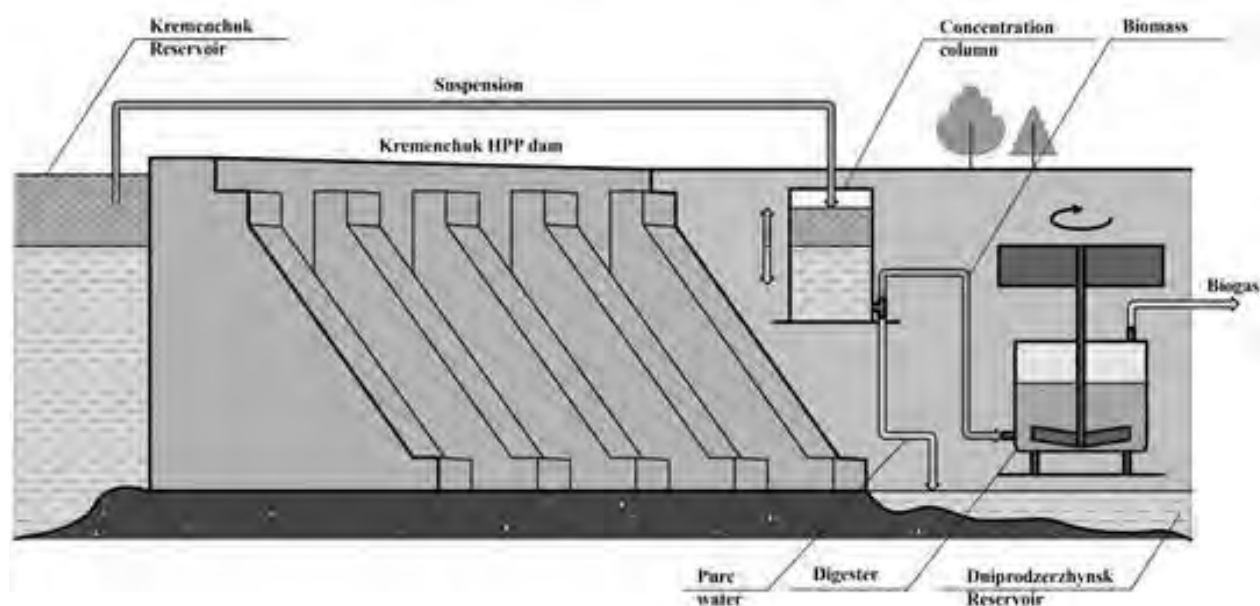 Kremenchuk
Reservoir
Concentration
column
Biomass
Suspension
Kremenchuk HPP dam
Biogas
Pure
water
Digester
Dniprodzerzhynsk
Reservoir